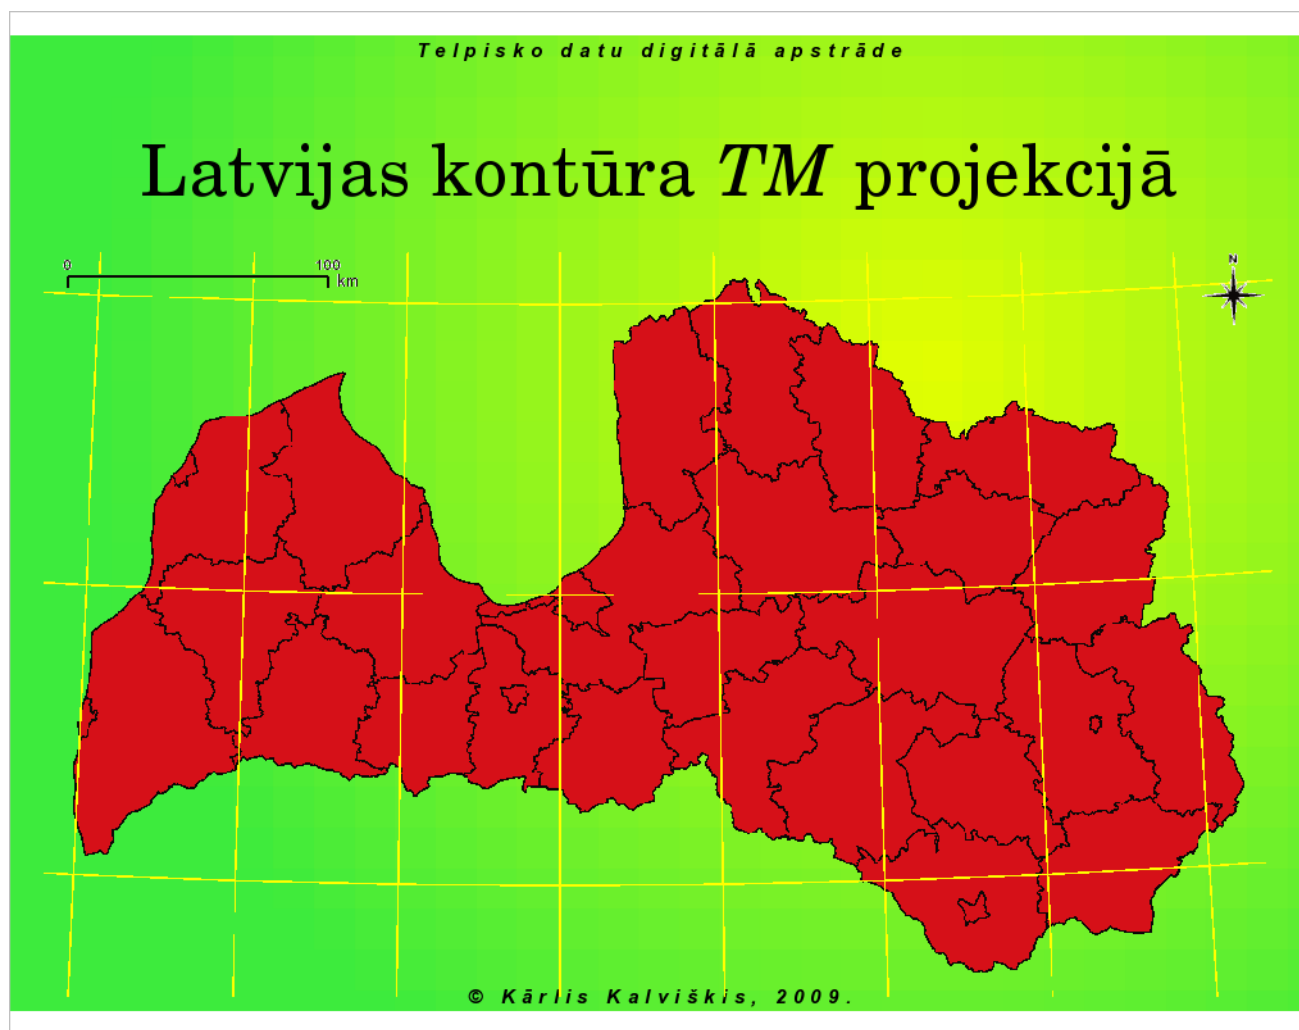 Telpisko datu digitālā apstrāde
Latvijas kontūra TM projekcijā
0 100 km
N
© Kārlis Kalviškis, 2009.